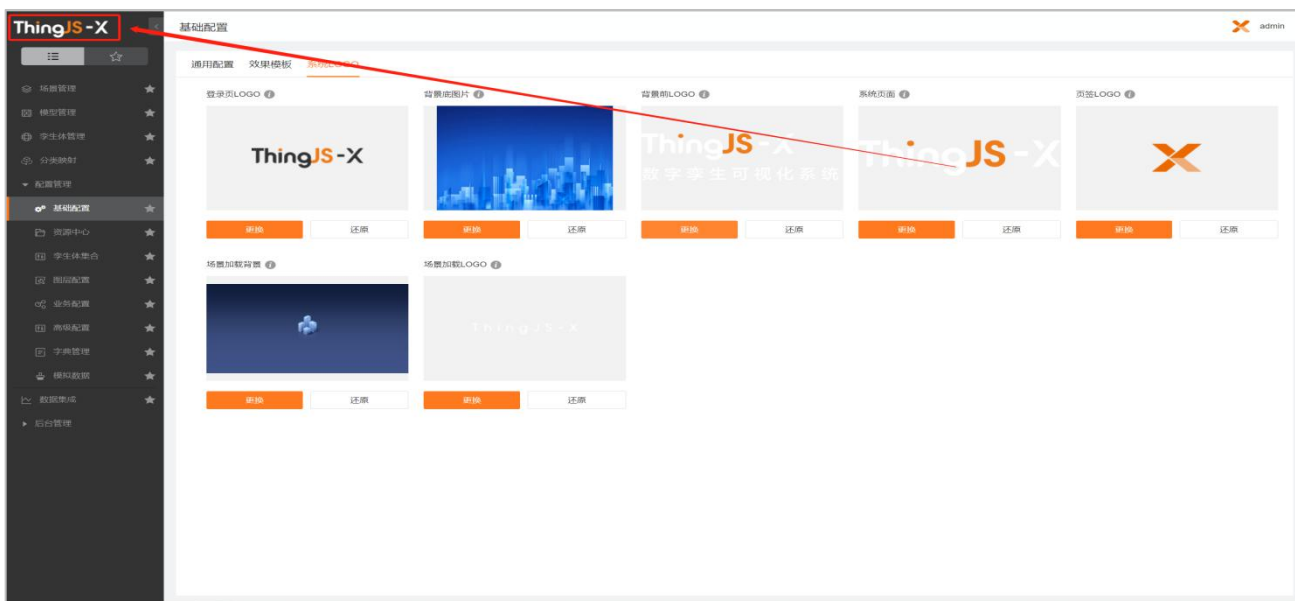 ThingJS-X
基础配置
admin
通用配置 效果模板 系统LOGO
场景管理
模型管理
孪生体管理
分类映射
配置管理
基础配置
资源中心
孪生体集合
图层配置
业务配置
高级配置
字典管理
模拟数据
数据集成
后台管理
登录页LOGO
背景底图片
背景前LOGO
系统页面
页签LOGO
ThingJS-X
ThingJS-X
数字孪生可视化系统
ThingJS-X
更换 还原
更换 还原
更换 还原
更换 还原
更换 还原
场景加载背景
场景加载LOGO
ThingJS-X
更换 还原
更换 还原